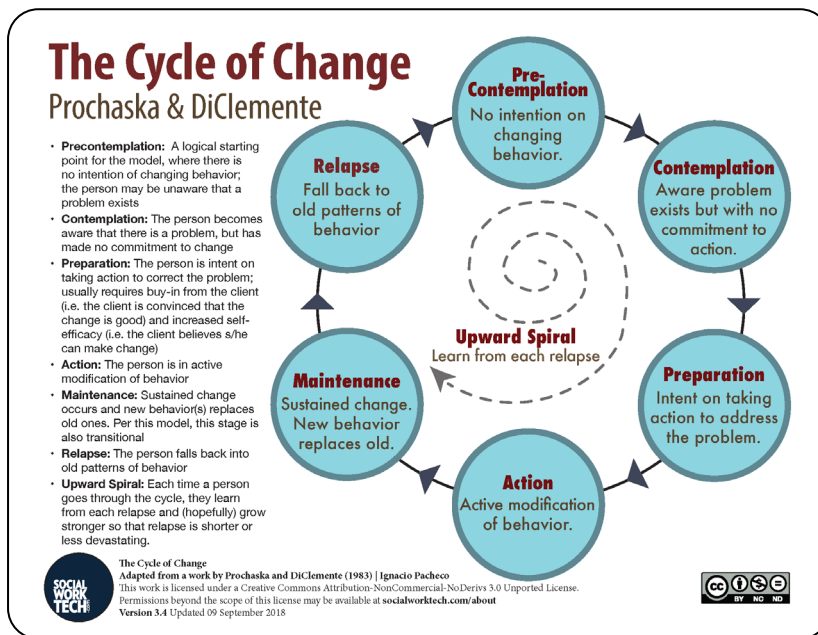 The Cycle of Change
Prochaska & DiClemente
• Precontemplation: A logical starting
point for the model, where there is
no intention of changing behavior;
the person may be unaware that a
problem exists
• Contemplation: The person becomes
aware that there is a problem, but has
made no commitment to change
• Preparation: The person is intent on
taking action to correct the problem;
usually requires buy-in from the client
(i.e. the client is convinced that the
change is good) and increased self-
efficacy (i.e. the client believes s/he
can make change)
• Action: The person is in active
modification of behavior
• Maintenance: Sustained change
occurs and new behavior(s) replaces
old ones. Per this model, this stage is
also transitional
• Relapse: The person falls back into
old patterns of behavior
• Upward Spiral: Each time a person
goes through the cycle, they learn
from each relapse and (hopefully) grow
stronger so that relapse is shorter or
less devastating.
Pre-
Contemplation
No intention on
changing
behavior.
Contemplation
Aware problem
exists but with no
commitment to
action.
Preparation
Intent on taking
action to address
the problem.
Action
Active modification
of behavior.
Maintenance
Sustained change.
New behavior
replaces old.
Relapse
Fall back to
old patterns of
behavior
Upward Spiral
Learn from each relapse
SOCIAL
WORK
TECH.COM
The Cycle of Change
Adapted from a work by Prochaska and DiClemente (1983) | Ignacio Pacheco
This work is licensed under a Creative Commons Attribution-NonCommercial-NoDerivs 3.0 Unported License.
Permissions beyond the scope of this license may be available at socialworktech.com/about
Version 3.4 Updated 09 September 2018
cc
BY NC ND